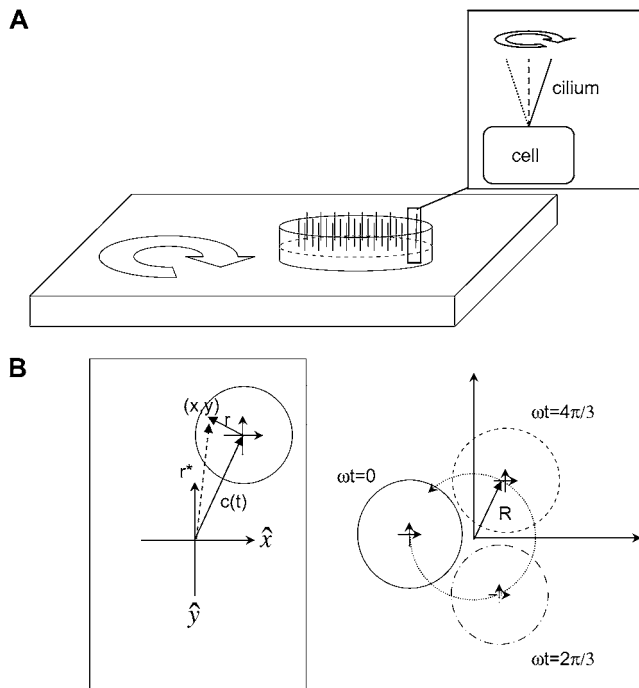 A
cilium
cell
B
(x,y)
r
r*
c(t)
x̂
ŷ
ωt=4π/3
ωt=0
R
ωt=2π/3